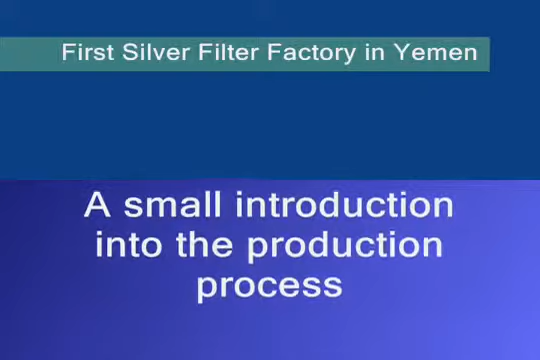 First Silver Filter Factory in Yemen
A small introduction
into the production
process